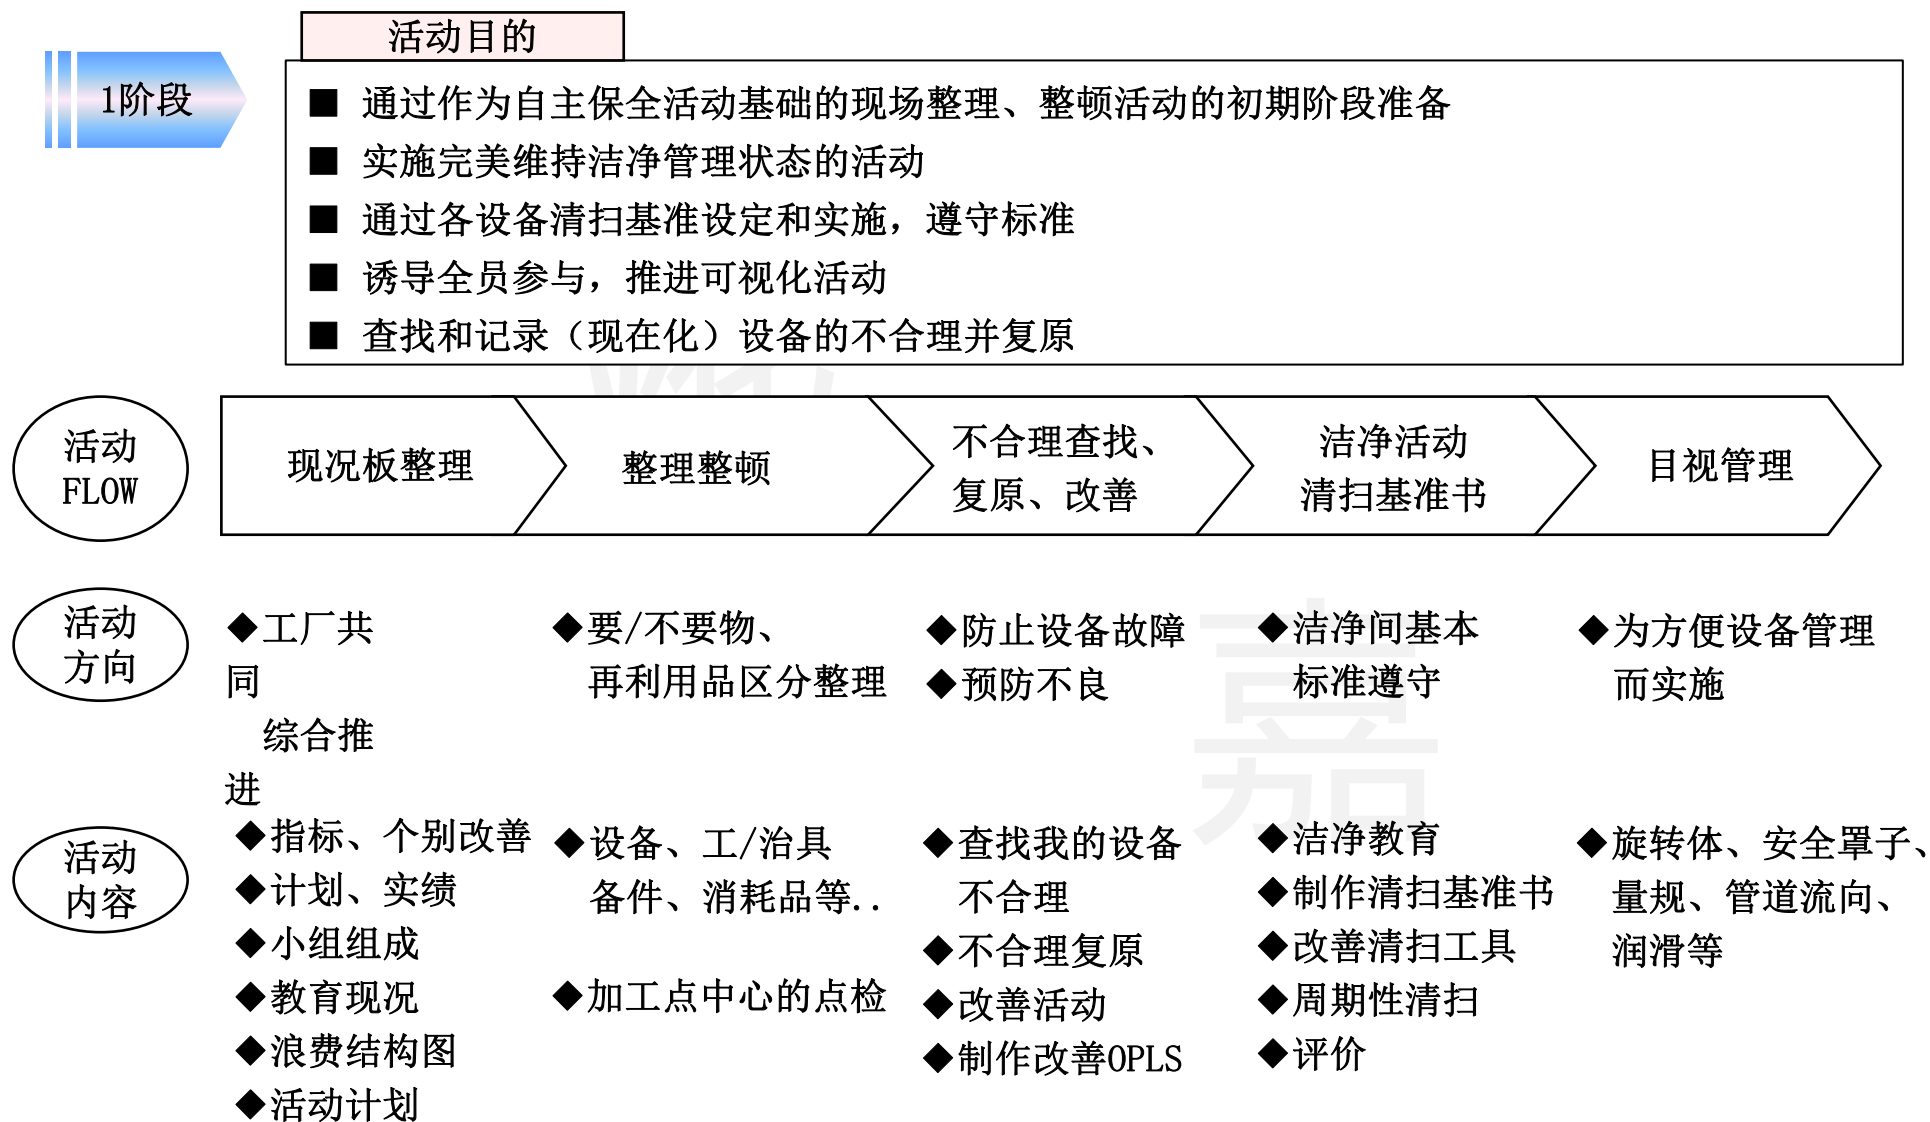 活动目的
1阶段
■ 通过作为自主保全活动基础的现场整理、整顿活动的初期阶段准备
■ 实施完美维持洁净管理状态的活动
■ 通过各设备清扫基准设定和实施，遵守标准
■ 诱导全员参与，推进可视化活动
■ 查找和记录（现在化）设备的不合理并复原
活动
FLOW
现况板整理
整理整顿
不合理查找、
复原、改善
洁净活动
清扫基准书
目视管理
活动
方向
◆工厂共
同
综合推
进
◆要/不要物、
再利用品区分整理
◆防止设备故障
◆预防不良
◆洁净间基本
标准遵守
◆为方便设备管理
而实施
活动
内容
◆指标、个别改善
◆计划、实绩
◆小组组成
◆教育现况
◆浪费结构图
◆活动计划
◆设备、工/治具
备件、消耗品等..
◆加工点中心的点检
◆查找我的设备
不合理
◆不合理复原
◆改善活动
◆制作改善OPLS
◆洁净教育
◆制作清扫基准书
◆改善清扫工具
◆周期性清扫
◆评价
◆旋转体、安全罩子、
量规、管道流向、
润滑等
嘉